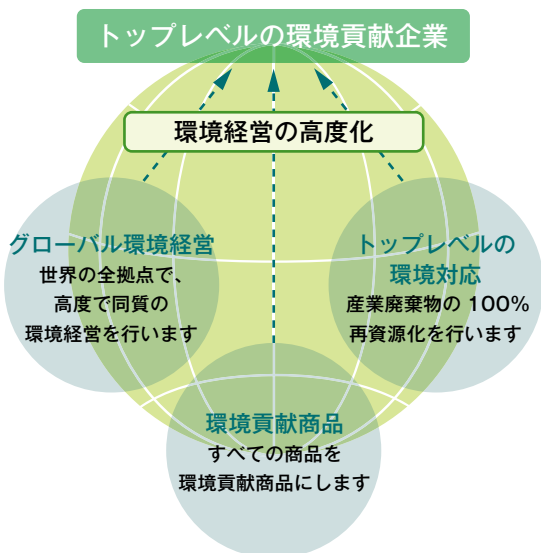 トップレベルの環境貢献企業
環境経営の高度化
グローバル環境経営
世界の全拠点で、
高度で同質の
環境経営を行います
トップレベルの
環境対応
産業廃棄物の 100%
再資源化を行います
環境貢献商品
すべての商品を
環境貢献商品にします